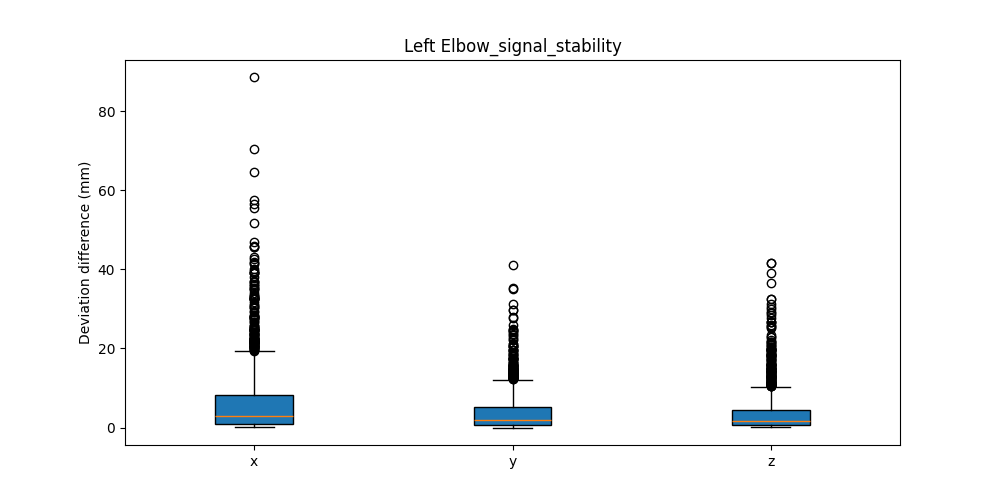 Left Elbow_signal_stability
Deviation difference (mm)
80
60
40
20
0
x
y
z